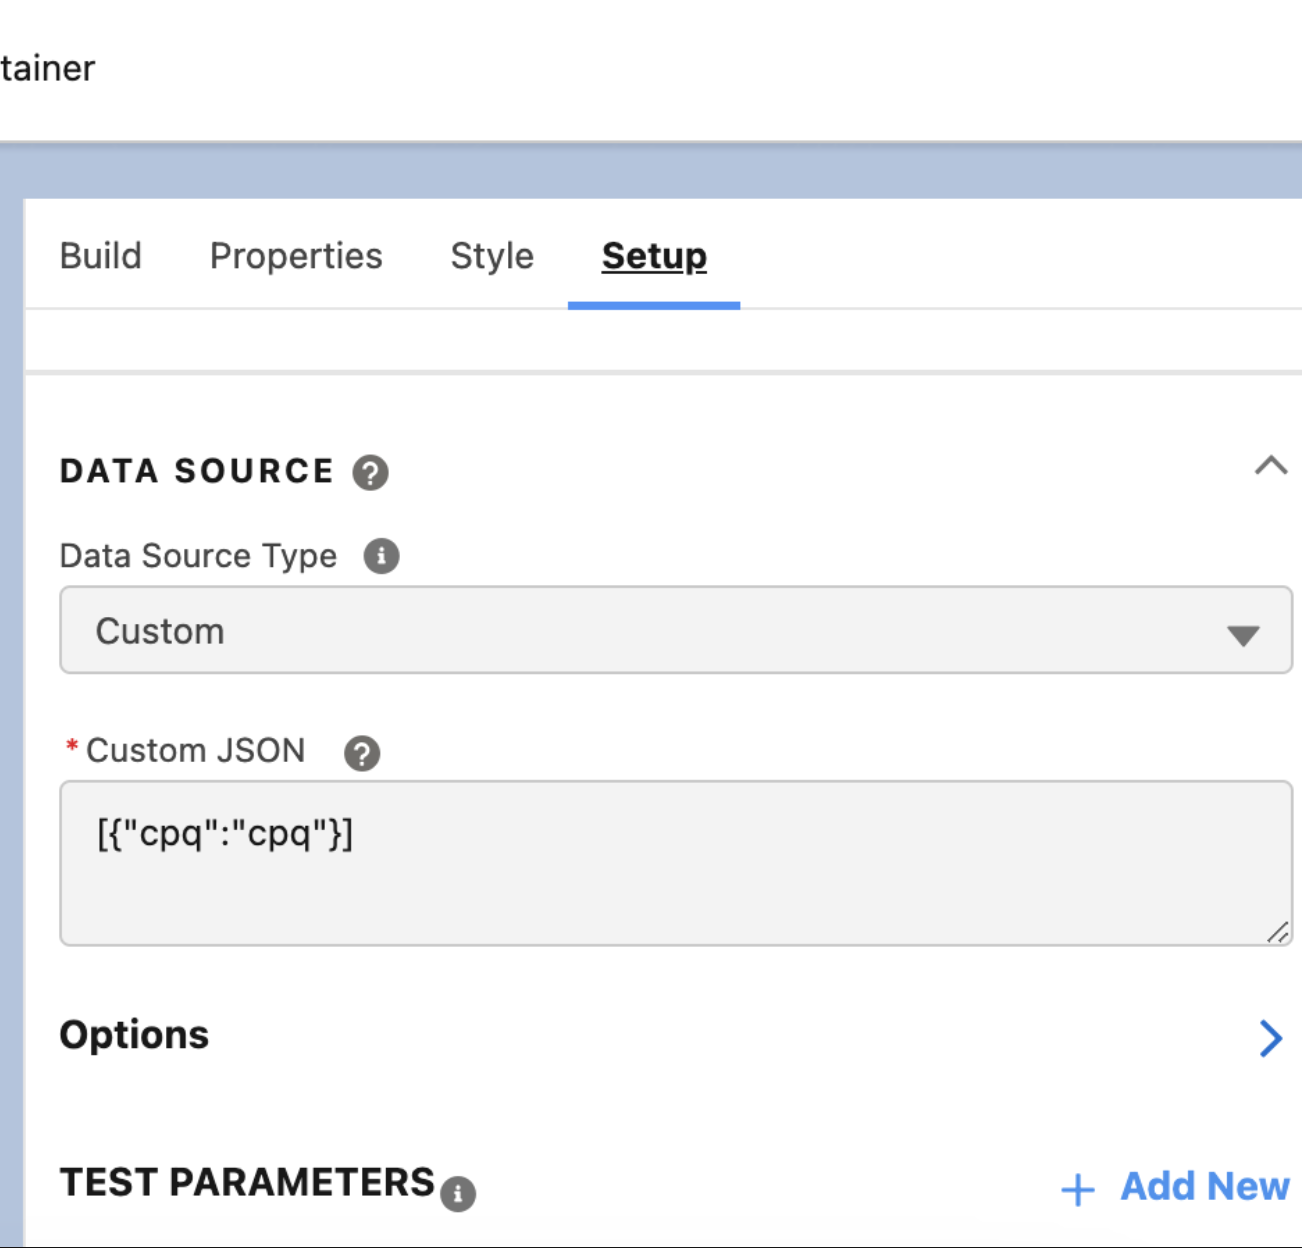 tainer
Build Properties Style Setup
DATA SOURCE ?
Data Source Type i
Custom
* Custom JSON ?
[{"cpq":"cpq"}]
Options
TEST PARAMETERS i + Add New